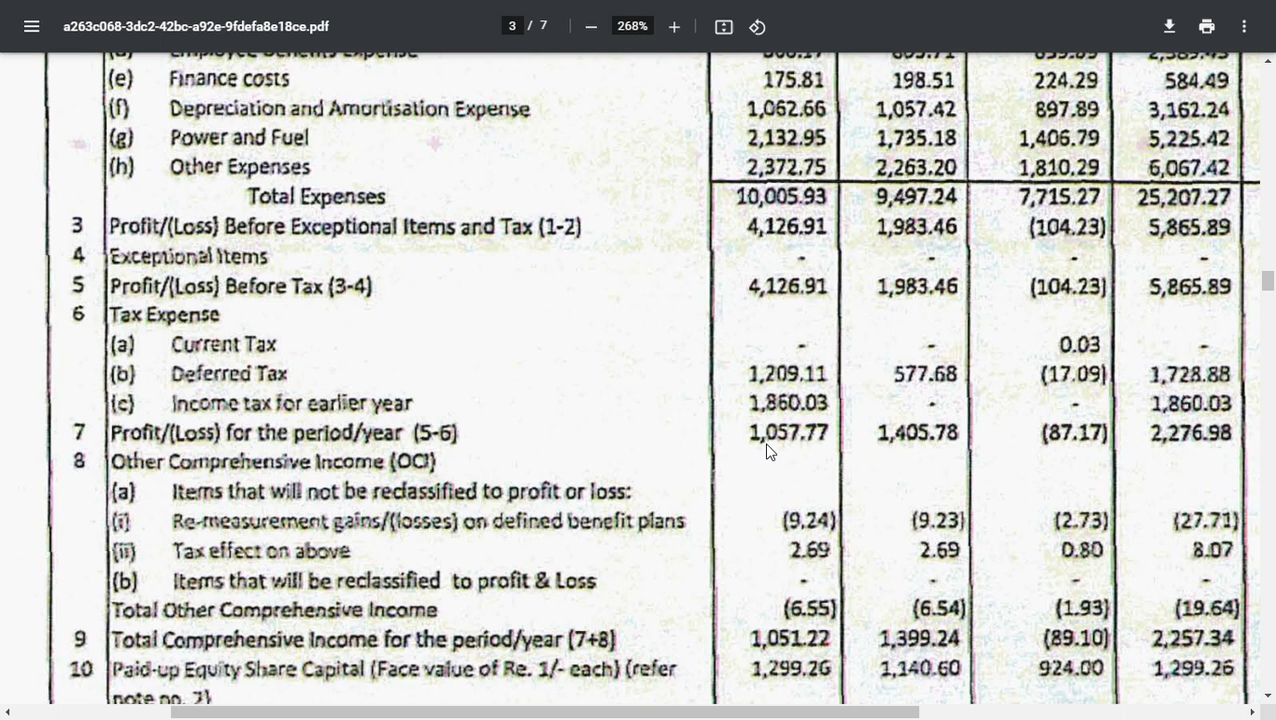 a263c068-3dc2-42bc-a92e-9fdefa8e18ce.pdf 3 / 7 268%
Employee Benefits Expense
(e) Finance costs 175.81 198.51 224.29 584.49
(f) Depreciation and Amortisation Expense 1,062.66 1,057.42 897.89 3,162.24
(g) Power and Fuel 2,132.95 1,735.18 1,406.79 5,225.42
(h) Other Expenses 2,372.75 2,263.20 1,810.29 6,067.42
Total Expenses 10,005.93 9,497.24 7,715.27 25,207.27
3 Profit/(Loss) Before Exceptional Items and Tax (1-2) 4,126.91 1,983.46 (104.23) 5,865.89
4 Exceptional Items - - - -
5 Profit/(Loss) Before Tax (3-4) 4,126.91 1,983.46 (104.23) 5,865.89
6 Tax Expense
(a) Current Tax - - 0.03 -
(b) Deferred Tax 1,209.11 577.68 (17.09) 1,728.88
(c) Income tax for earlier year 1,860.03 - - 1,860.03
7 Profit/(Loss) for the period/year (5-6) 1,057.77 1,405.78 (87.17) 2,276.98
8 Other Comprehensive Income (OCI)
(a) Items that will not be reclassified to profit or loss:
(i) Re-measurement gains/(losses) on defined benefit plans (9.24) (9.23) (2.73) (27.71)
(ii) Tax effect on above 2.69 2.69 0.80 8.07
(b) Items that will be reclassified to profit & Loss - - - -
Total Other Comprehensive Income (6.55) (6.54) (1.93) (19.64)
9 Total Comprehensive Income for the period/year (7+8) 1,051.22 1,399.24 (89.10) 2,257.34
10 Paid-up Equity Share Capital (Face value of Re. 1/- each) (refer 1,299.26 1,140.60 924.00 1,299.26
note no. 2)